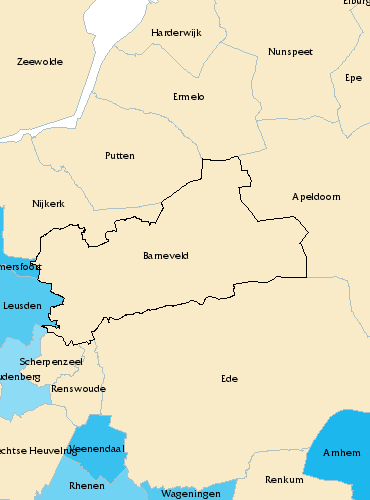 Elburg
Harderwijk
Nunspeet
Zeewolde
Epe
Ermelo
Putten
Apeldoorn
Nijkerk
Barneveld
mersfoort
Leusden
Scherpenzeel
udenberg
Renswoude
Ede
Veenendaal
echtse Heuvelrug
Arnhem
Renkum
Rhenen
Wageningen